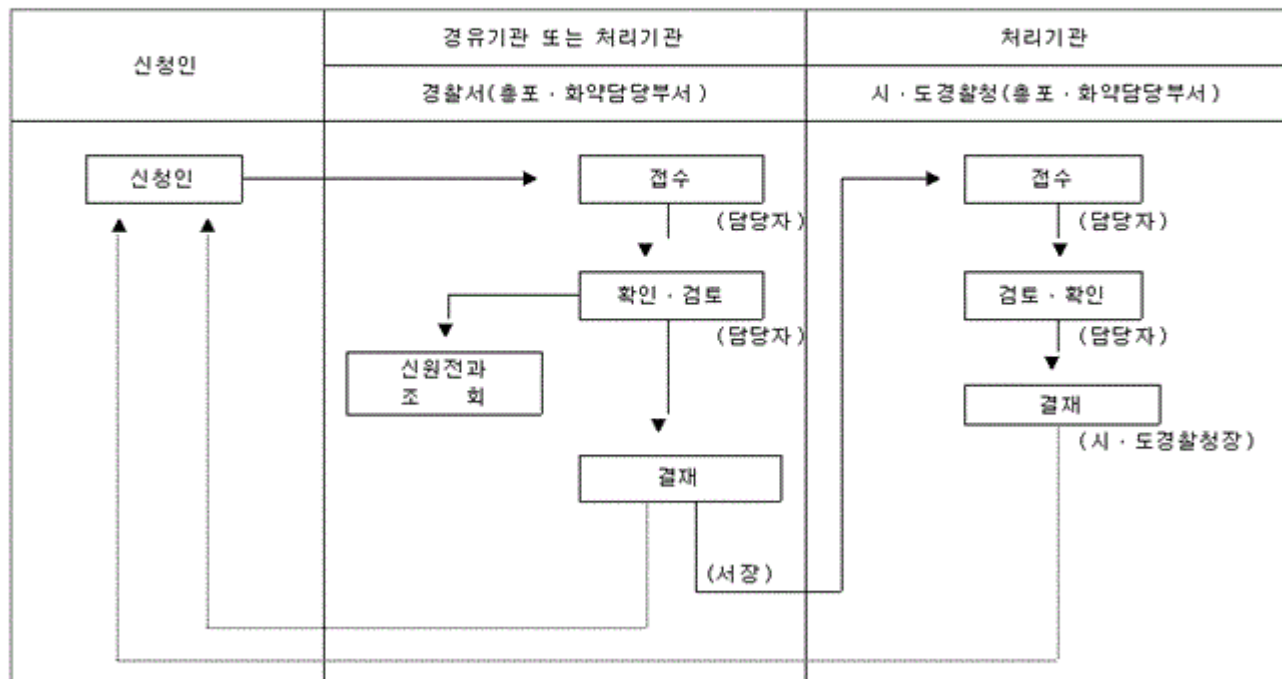 신청인
경유기관 또는 처리기관
처리기관
경찰서(총포·화약담당부서)
시·도경찰청(총포·화약담당부서)
신청인
접수
(담당자)
확인·검토
(담당자)
신원전과
조 회
결재
(서장)
접수
(담당자)
검토·확인
(담당자)
결재
(시·도경찰청장)